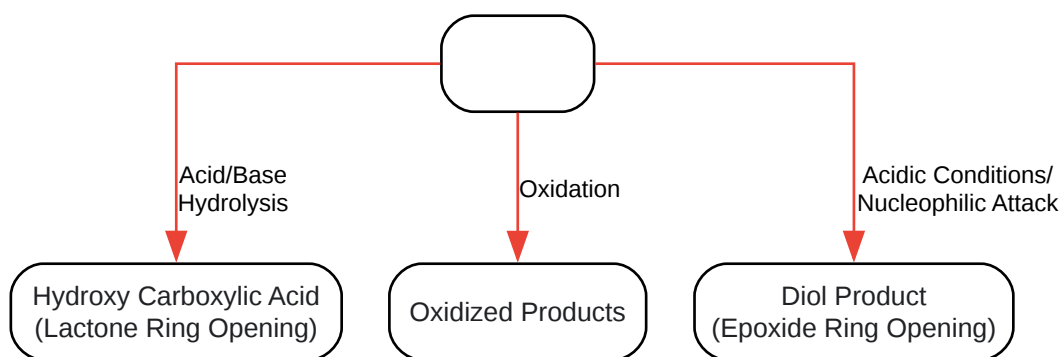 Acid/Base
Hydrolysis
Oxidation
Acidic Conditions/
Nucleophilic Attack
Hydroxy Carboxylic Acid
(Lactone Ring Opening)
Oxidized Products
Diol Product
(Epoxide Ring Opening)